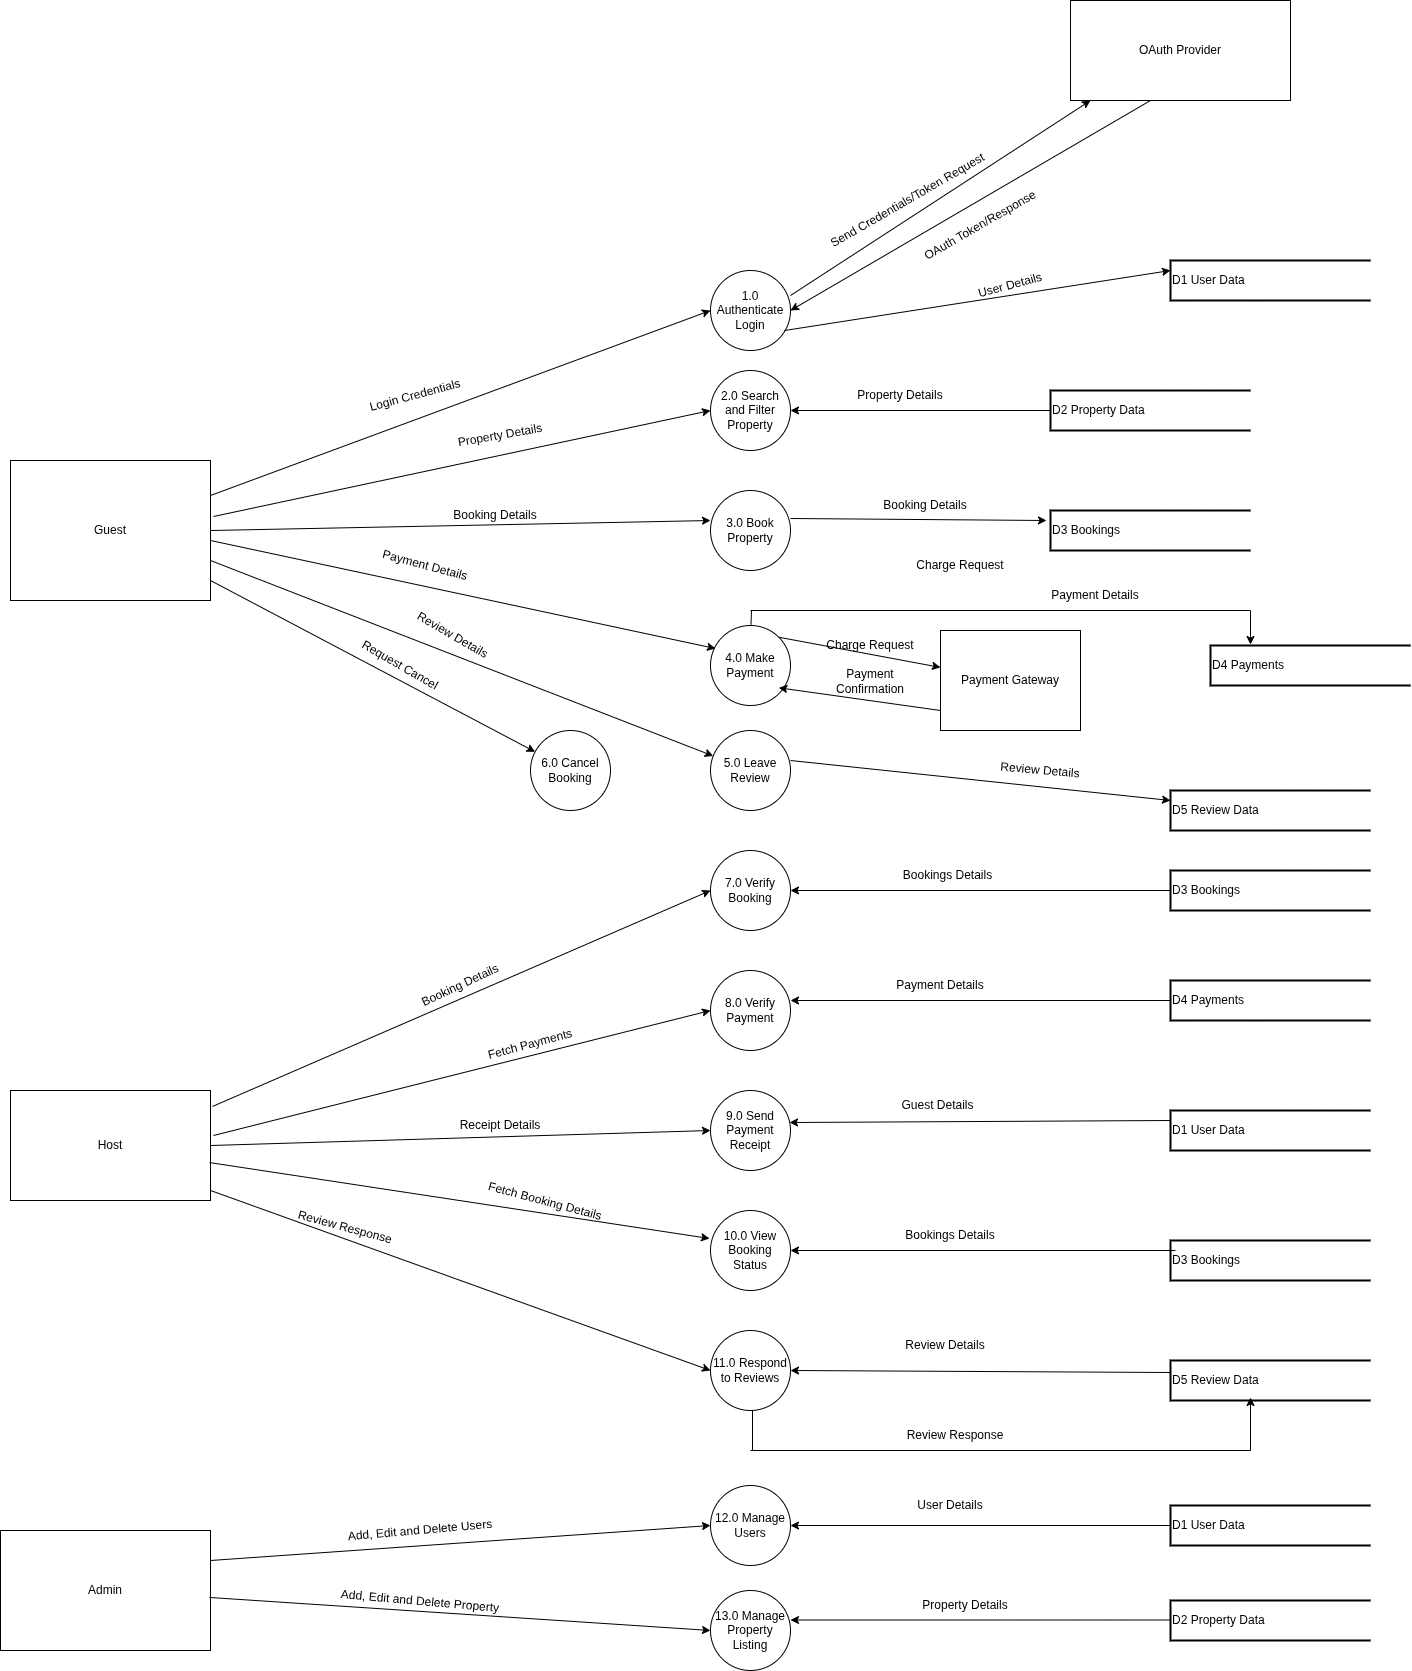 OAuth Provider
Send Credentials/Token Request
OAuth Token/Response
User Details
D1 User Data
1.0
Authenticate
Login
Login Credentials
Property Details
2.0 Search
and Filter
Property
Property Details
D2 Property Data
Guest
Booking Details
3.0 Book
Property
Booking Details
D3 Bookings
Charge Request
Payment Details
Payment Details
4.0 Make
Payment
Charge Request
Payment
Confirmation
Payment Gateway
D4 Payments
Review Details
Request Cancel
6.0 Cancel
Booking
5.0 Leave
Review
Review Details
D5 Review Data
7.0 Verify
Booking
Bookings Details
D3 Bookings
Booking Details
8.0 Verify
Payment
Payment Details
D4 Payments
Fetch Payments
Host
Receipt Details
9.0 Send
Payment
Receipt
Guest Details
D1 User Data
Fetch Booking Details
10.0 View
Booking
Status
Bookings Details
D3 Bookings
Review Response
11.0 Respond
to Reviews
Review Details
D5 Review Data
Review Response
Admin
Add, Edit and Delete Users
12.0 Manage
Users
User Details
D1 User Data
Add, Edit and Delete Property
13.0 Manage
Property
Listing
Property Details
D2 Property Data